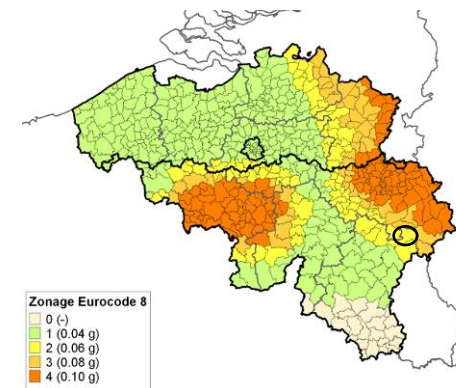 Zonage Eurocode 8
0 (-)
1 (0.04 g)
2 (0.06 g)
3 (0.08 g)
4 (0.10 g)